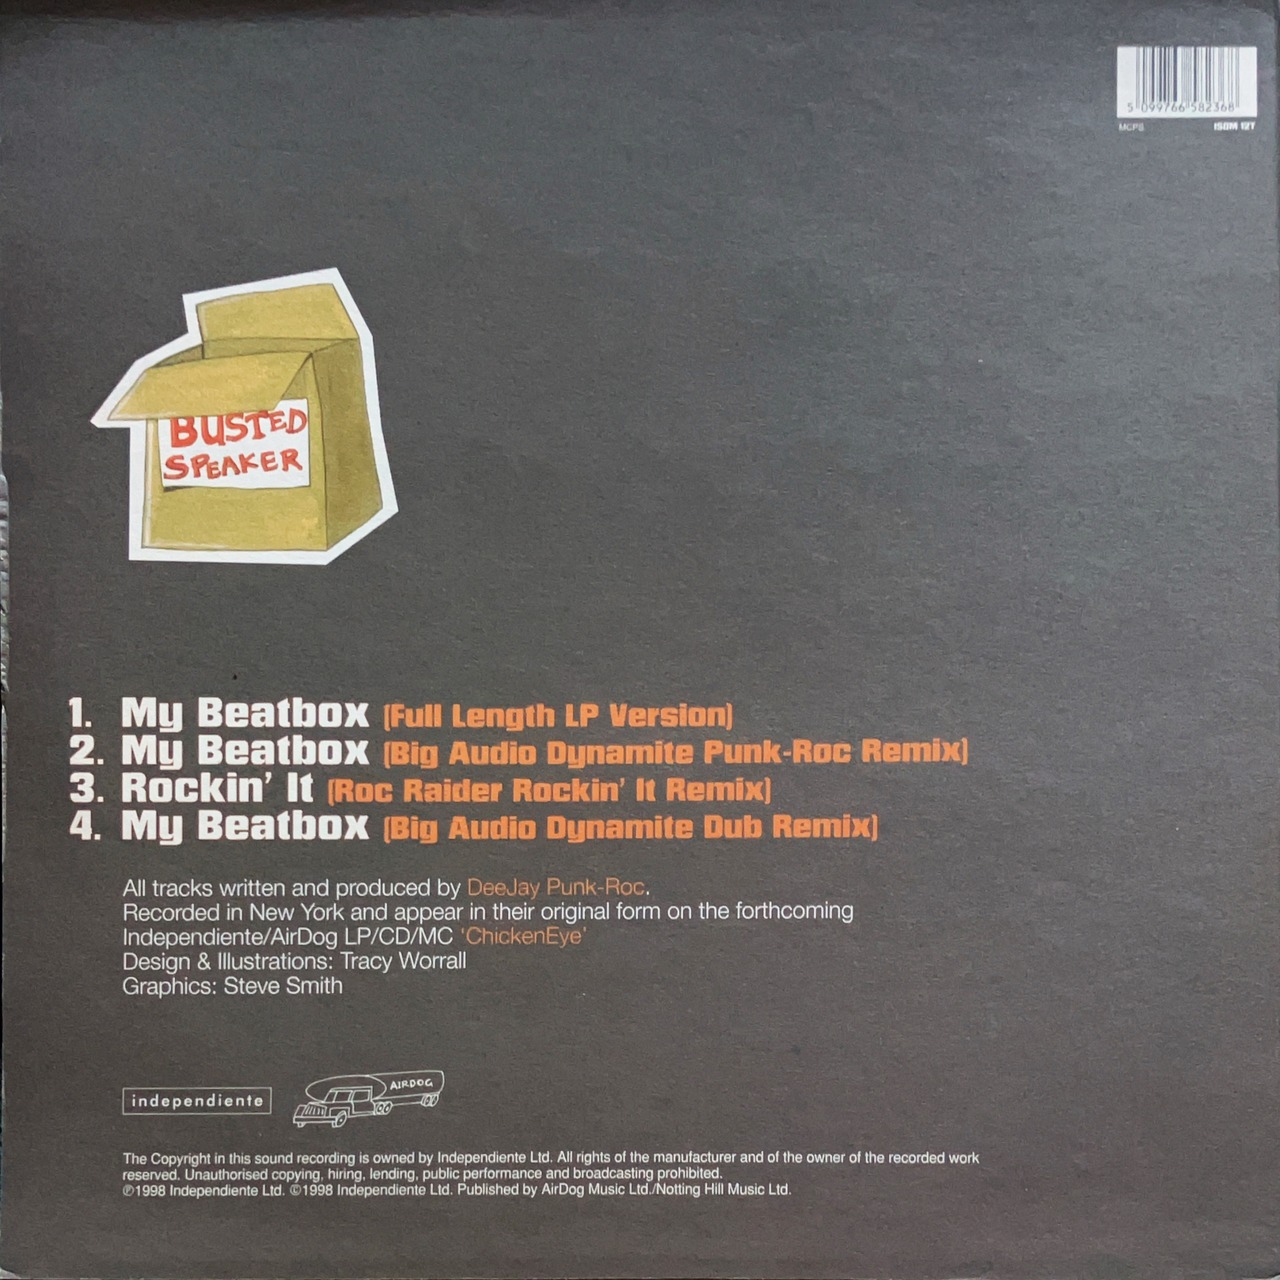 5 099766 582368
MCPS ISOM 12T
BUSTED
SPEAKER
1. My Beatbox (Full Length LP Version)
2. My Beatbox (Big Audio Dynamite Punk-Roc Remix)
3. Rockin' It (Roc Raider Rockin' It Remix)
4. My Beatbox (Big Audio Dynamite Dub Remix)
All tracks written and produced by DeeJay Punk-Roc.
Recorded in New York and appear in their original form on the forthcoming
Independiente/AirDog LP/CD/MC 'ChickenEye'
Design & Illustrations: Tracy Worrall
Graphics: Steve Smith
independiente
AIRDOG
The Copyright in this sound recording is owned by Independiente Ltd. All rights of the manufacturer and of the owner of the recorded work
reserved. Unauthorised copying, hiring, lending, public performance and broadcasting prohibited.
℗1998 Independiente Ltd. ©1998 Independiente Ltd. Published by AirDog Music Ltd./Notting Hill Music Ltd.